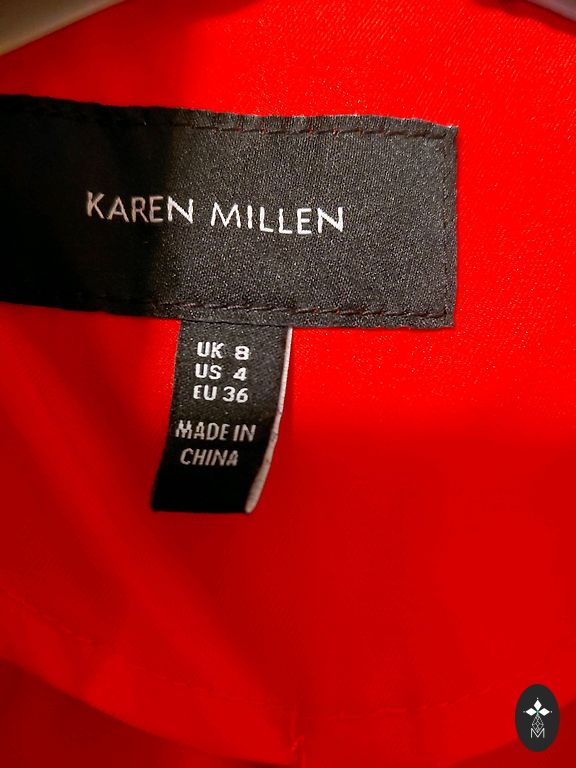 KAREN MILLEN
UK 8
US 4
EU 36
MADE IN
CHINA
M